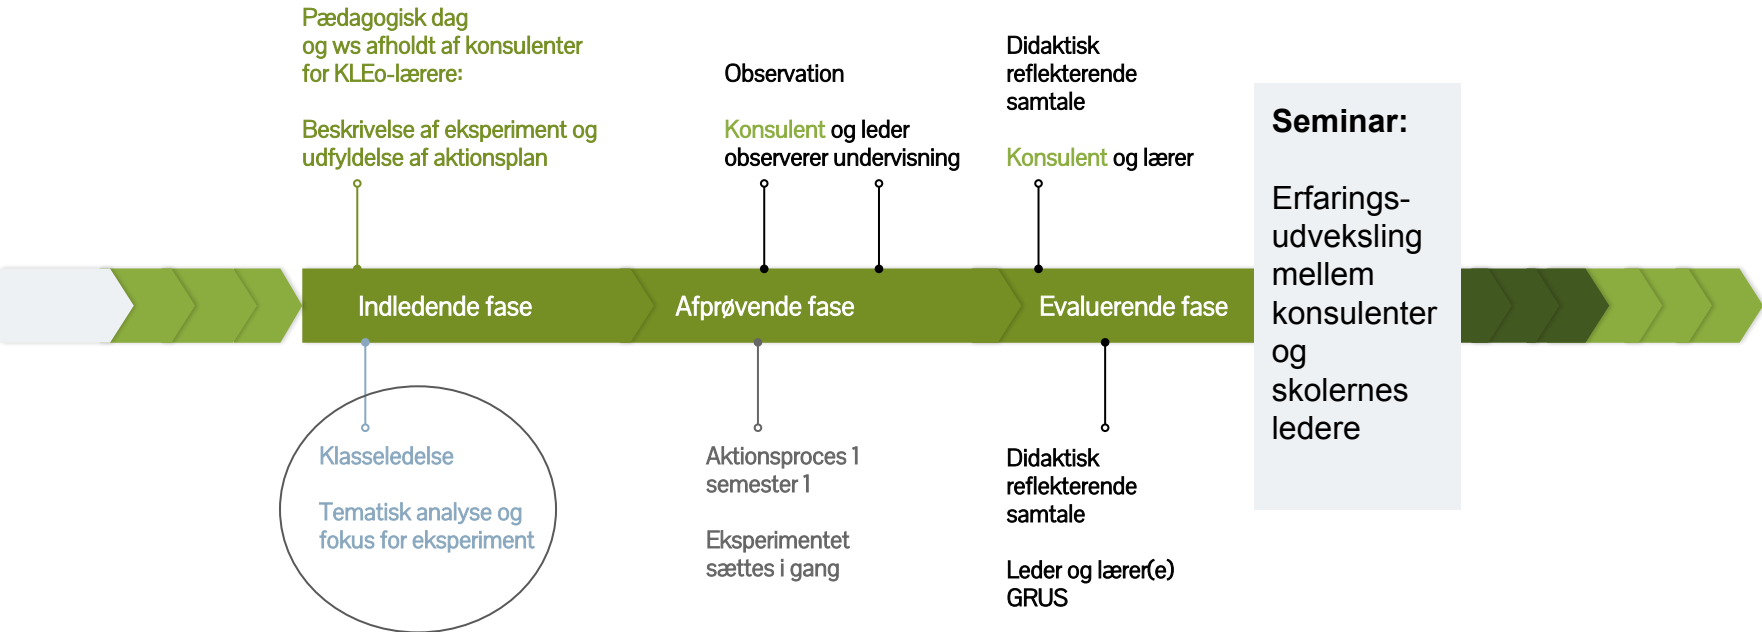 Pædagogisk dag
og ws afholdt af konsulenter
for KLEo-lærere:
Beskrivelse af eksperiment og
udfyldelse af aktionsplan
Observation
Konsulent og leder
observerer undervisning
Didaktisk
reflekterende
samtale
Konsulent og lærer
Seminar:
Erfarings-
udveksling
mellem
konsulenter
og
skolernes
ledere
Indledende fase
Afprøvende fase
Evaluerende fase
Klasseledelse
Tematisk analyse og
fokus for eksperiment
Aktionsproces 1
semester 1
Eksperimentet
sættes i gang
Didaktisk
reflekterende
samtale
Leder og lærer(e)
GRUS